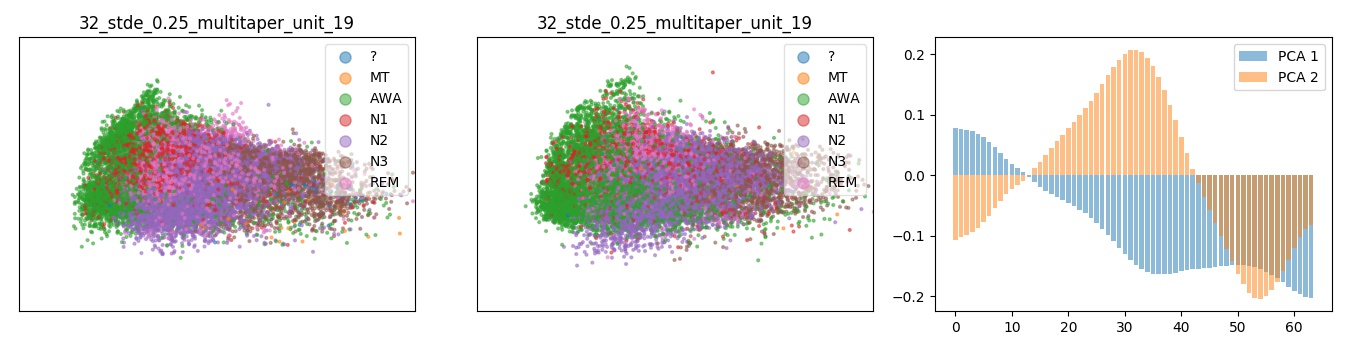 32_stde_0.25_multitaper_unit_19
?
MT
AWA
N1
N2
N3
REM
32_stde_0.25_multitaper_unit_19
?
MT
AWA
N1
N2
N3
REM
PCA 1
PCA 2
0.2
0.1
0.0
−0.1
−0.2
0 10 20 30 40 50 60